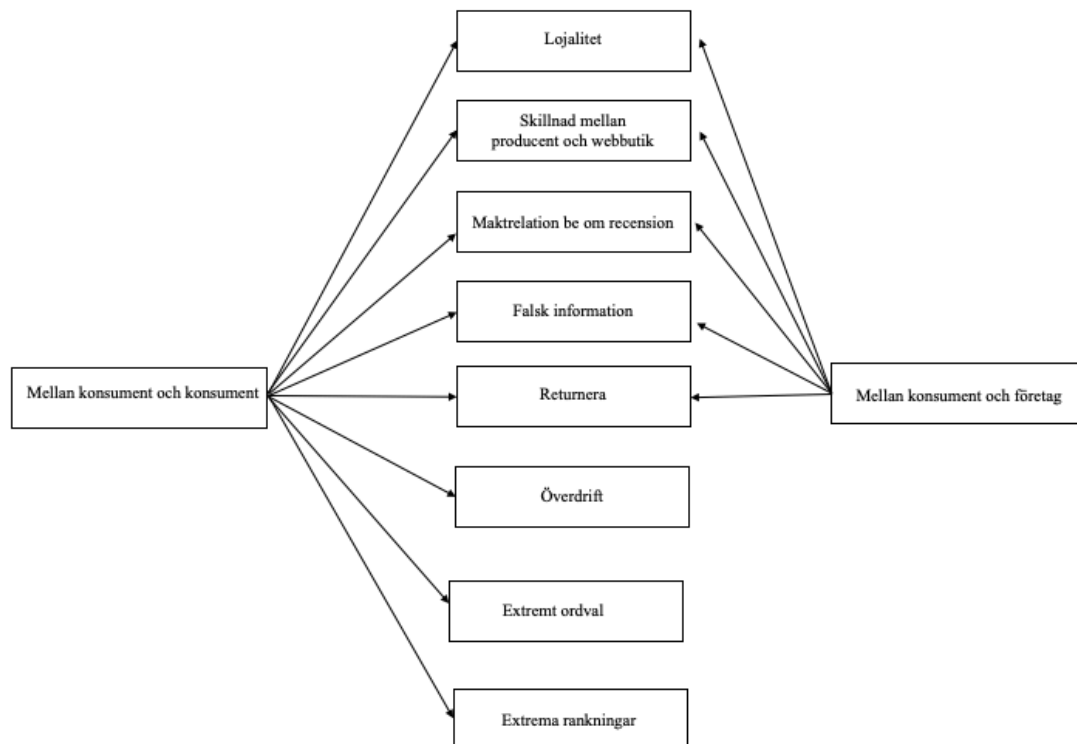 Lojalitet
Skillnad mellan
producent och webbutik
Maktrelation be om recension
Falsk information
Mellan konsument och konsument
Returnera
Mellan konsument och företag
Överdrift
Extremt ordval
Extrema rankningar